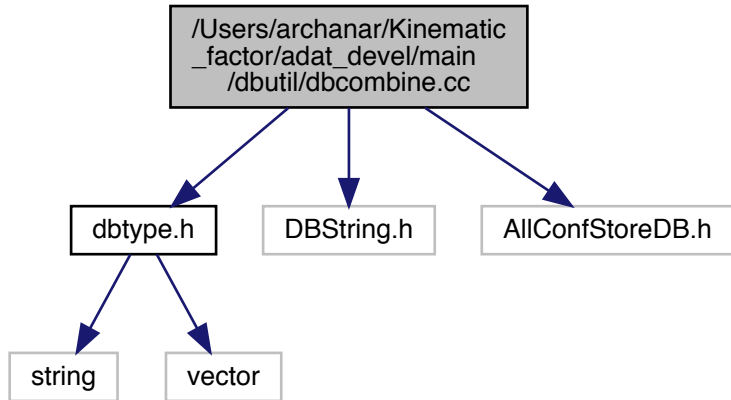 /Users/archanar/Kinematic
_factor/adat_devel/main
/dbutil/dbcombine.cc
dbtype.h
DBString.h
AllConfStoreDB.h
string
vector